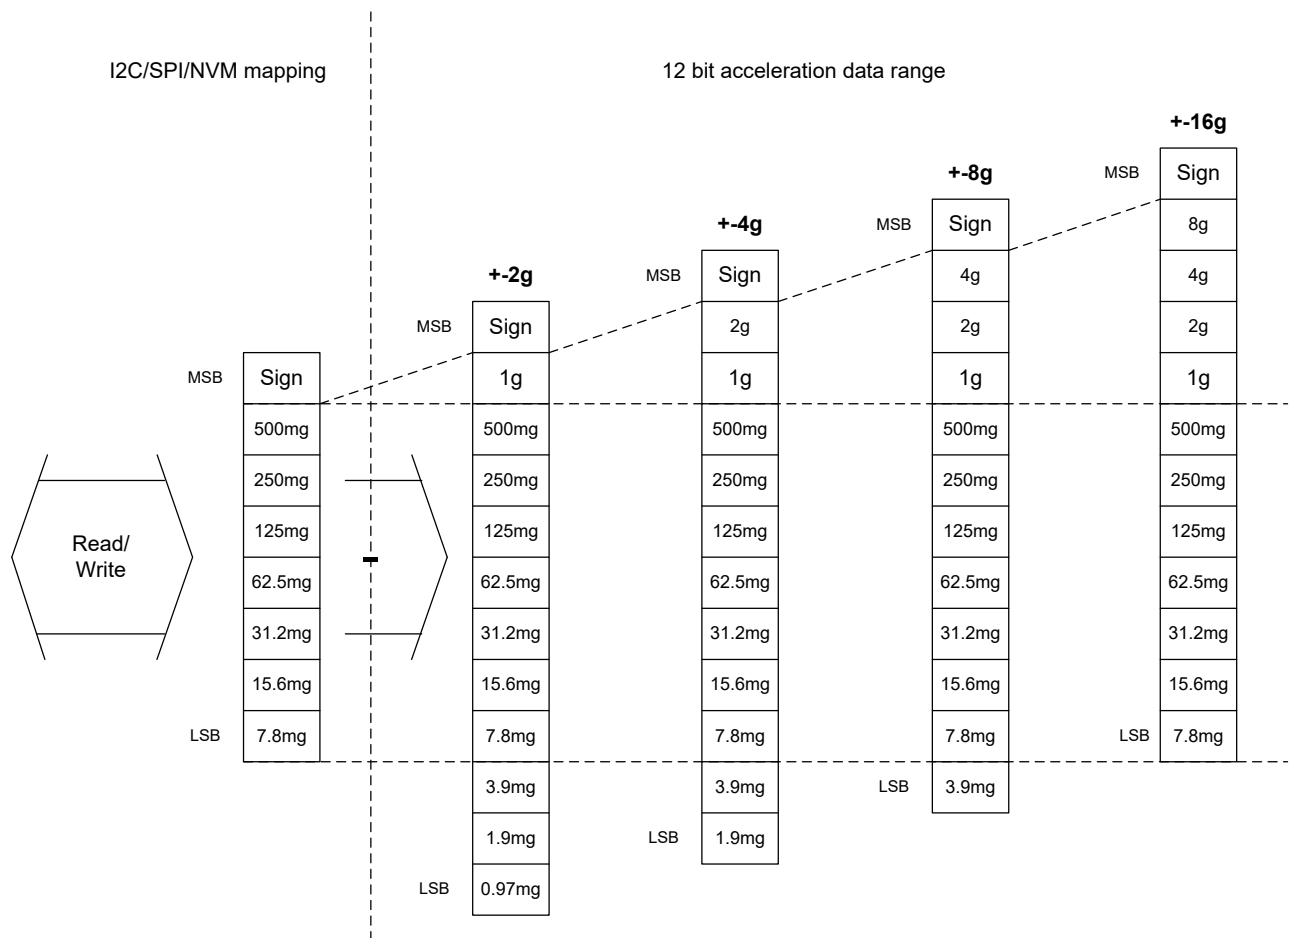 I2C/SPI/NVM mapping
12 bit acceleration data range
+-16g
MSB
Sign
+-8g
MSB
Sign
8g
+-4g
4g
4g
MSB
Sign
+-2g
2g
2g
2g
MSB
Sign
MSB
Sign
1g
1g
1g
1g
500mg
500mg
500mg
500mg
500mg
250mg
250mg
250mg
250mg
250mg
Read/
Write
125mg
125mg
125mg
125mg
125mg
62.5mg
62.5mg
62.5mg
62.5mg
62.5mg
31.2mg
31.2mg
31.2mg
31.2mg
31.2mg
15.6mg
15.6mg
15.6mg
15.6mg
15.6mg
LSB
7.8mg
7.8mg
7.8mg
7.8mg
LSB
7.8mg
3.9mg
3.9mg
LSB
3.9mg
1.9mg
LSB
1.9mg
LSB
0.97mg